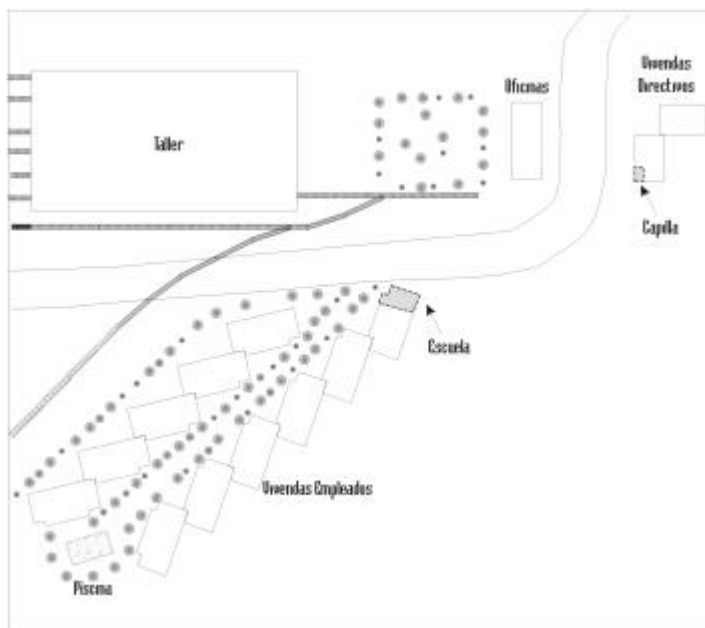 Viviendas
Directivos
Oficinas
Taller
Capilla
Escuela
Viviendas Empleados
Piscina